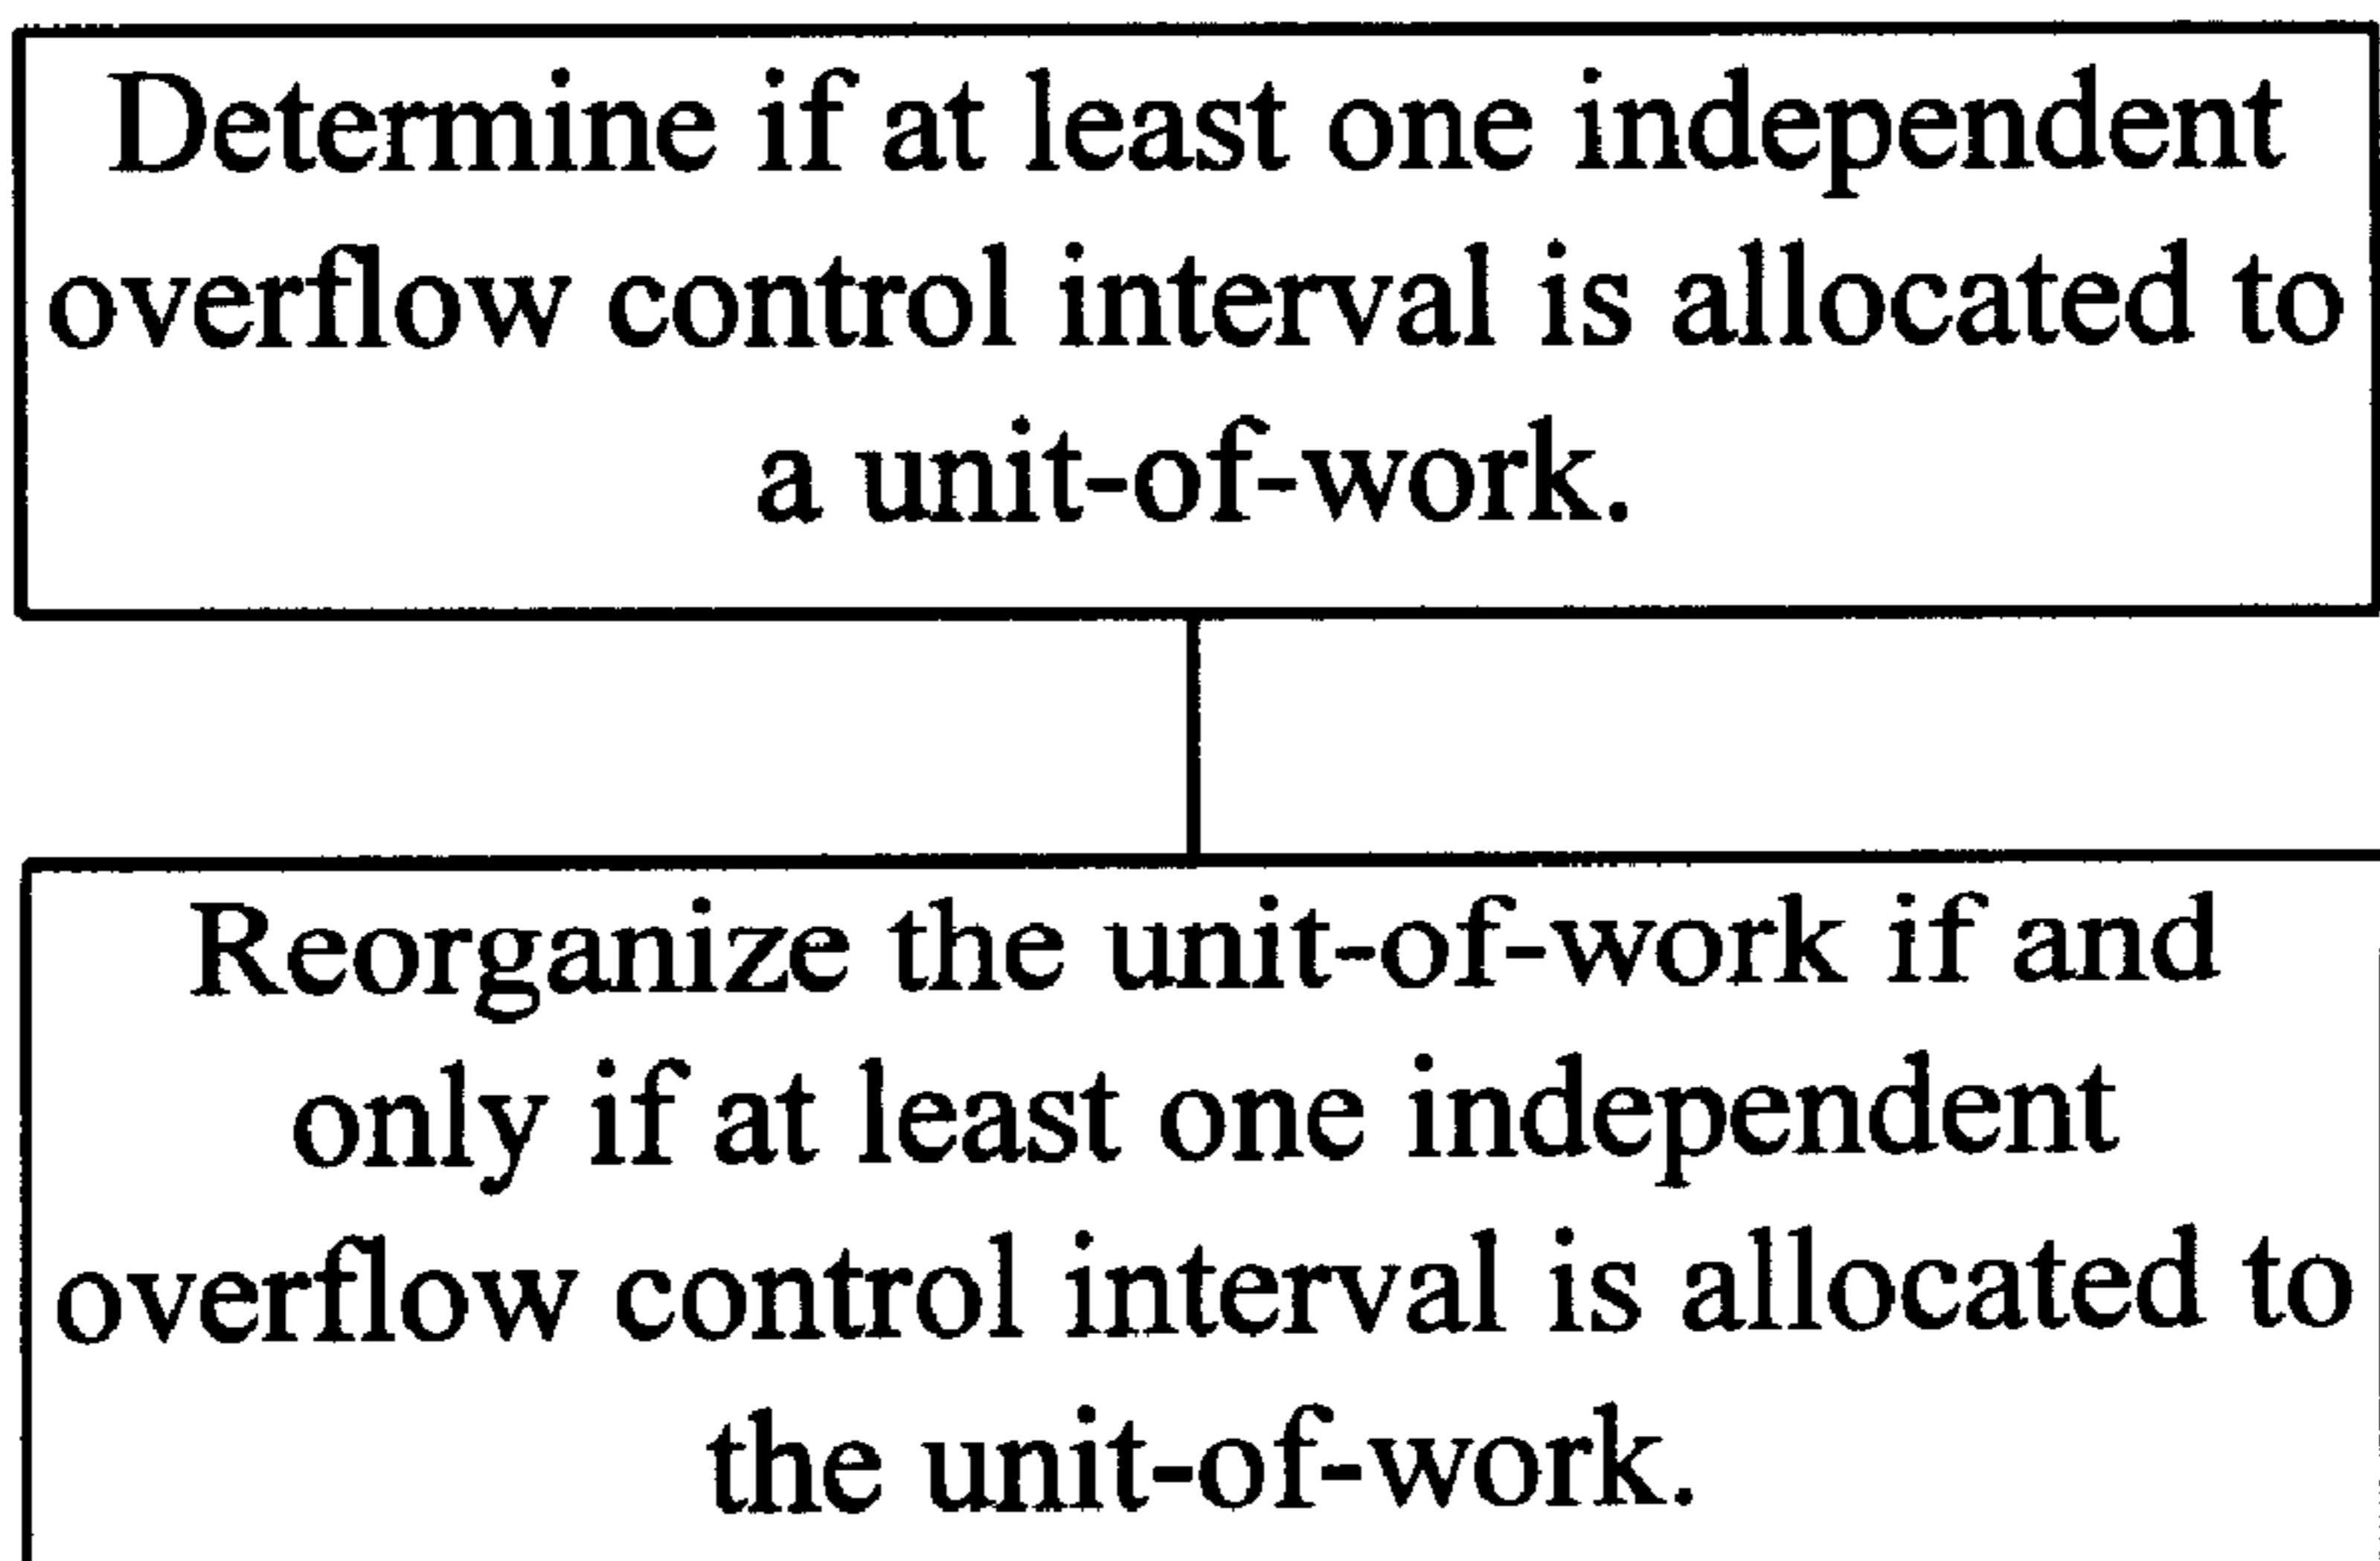 Determine if at least one independent
overflow control interval is allocated to
a unit-of-work.
Reorganize the unit-of-work if and
only if at least one independent
overflow control interval is allocated to
the unit-of-work.